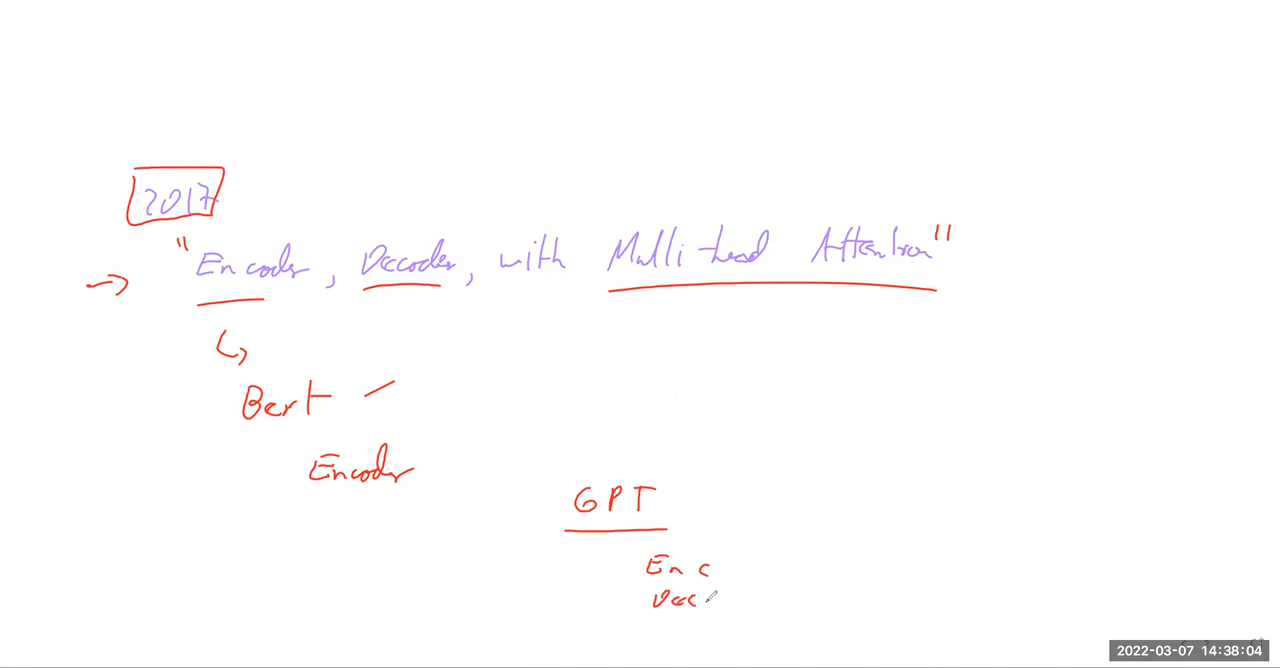 2017
"Encoder, Decoder, with Multi-head Attention"
Bert
Encoder
GPT
Enc
Dec
2022-03-07 14:38:04